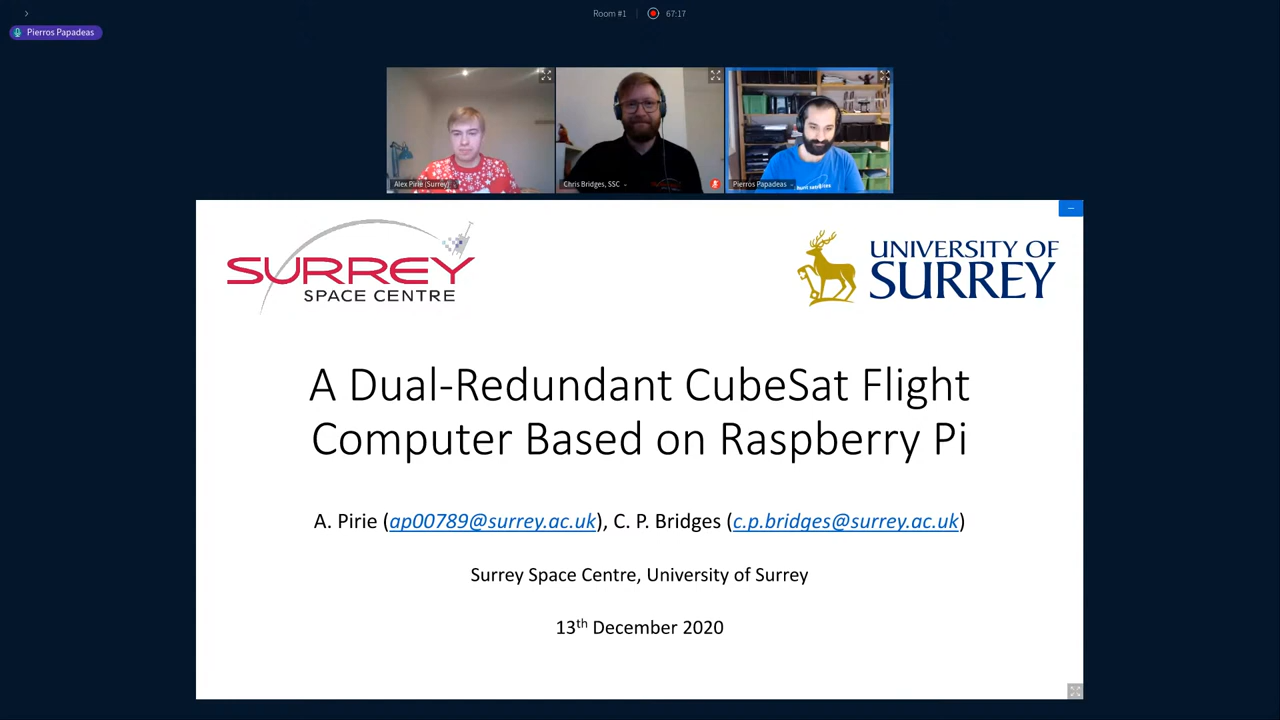 Room #1
67:17
Pierros Papadeas
Alex Pirie (Surrey)
Chris Bridges, SSC
Pierros Papadeas
SURREY
SPACE CENTRE
UNIVERSITY OF
SURREY
A Dual-Redundant CubeSat Flight
Computer Based on Raspberry Pi
A. Pirie (ap00789@surrey.ac.uk), C. P. Bridges (c.p.bridges@surrey.ac.uk)
Surrey Space Centre, University of Surrey
13th December 2020